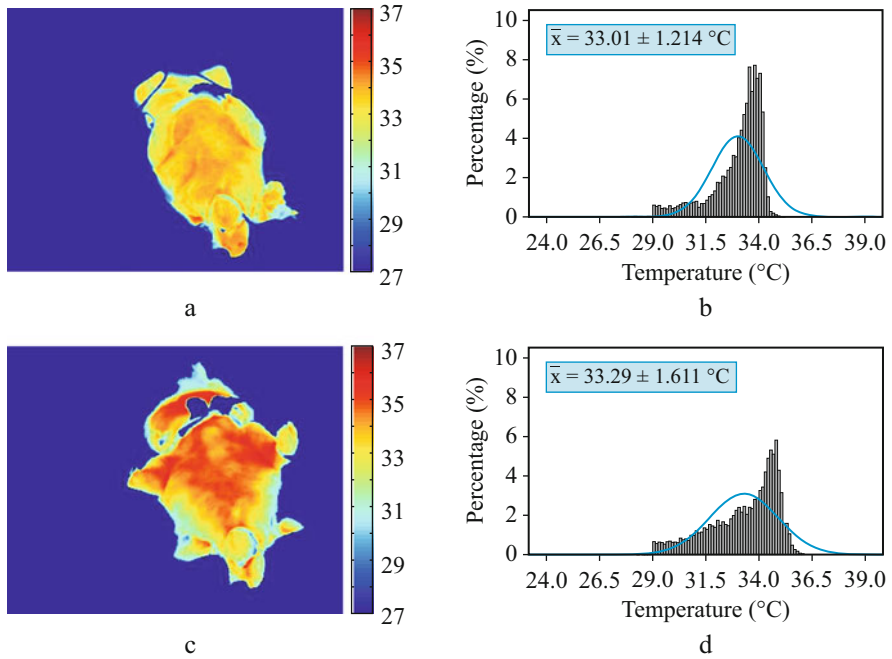 37
35
33
31
29
27
a
10
8
6
4
2
0
Percentage (%)
x̅ = 33.01 ± 1.214 °C
24.0 26.5 29.0 31.5 34.0 36.5 39.0
Temperature (°C)
b
37
35
33
31
29
27
c
10
8
6
4
2
0
Percentage (%)
x̅ = 33.29 ± 1.611 °C
24.0 26.5 29.0 31.5 34.0 36.5 39.0
Temperature (°C)
d